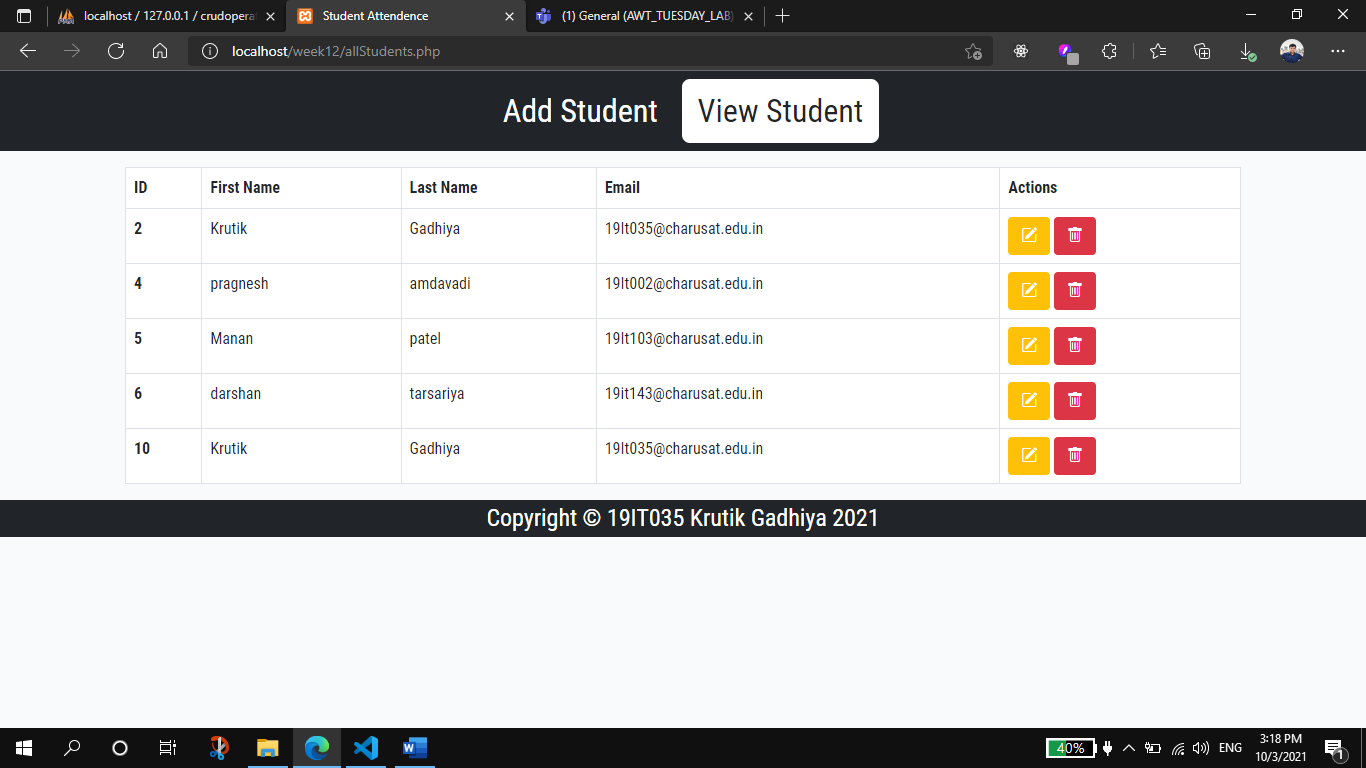 localhost / 127.0.0.1 / crudopera
Student Attendence
(1) General (AWT_TUESDAY_LAB)
localhost/week12/allStudents.php
Add Student View Student
ID First Name Last Name Email Actions
2 Krutik Gadhiya 19It035@charusat.edu.in
4 pragnesh amdavadi 19It002@charusat.edu.in
5 Manan patel 19It103@charusat.edu.in
6 darshan tarsariya 19it143@charusat.edu.in
10 Krutik Gadhiya 19It035@charusat.edu.in
Copyright © 19IT035 Krutik Gadhiya 2021
40% ENG 3:18 PM
10/3/2021
1